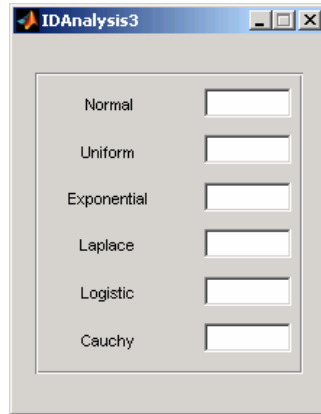 IDAnalysis3
Normal
Uniform
Exponential
Laplace
Logistic
Cauchy